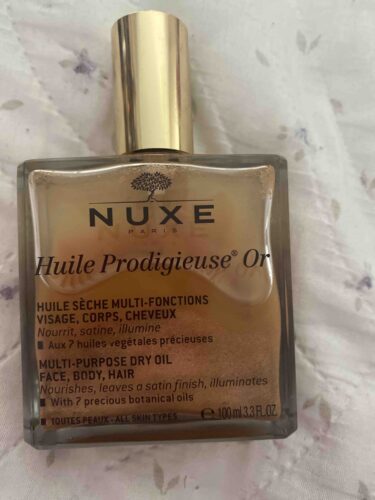 NUXE
PARIS
Huile Prodigieuse® Or
HUILE SÈCHE MULTI-FONCTIONS
VISAGE, CORPS, CHEVEUX
Nourrit, satine, illumine
■ Aux 7 huiles végétales précieuses
MULTI-PURPOSE DRY OIL
FACE, BODY, HAIR
Nourishes, leaves a satin finish, illuminates
■ With 7 precious botanical oils
■ TOUTES PEAUX - ALL SKIN TYPES
℮ 100 ml 3.3 FL.OZ.